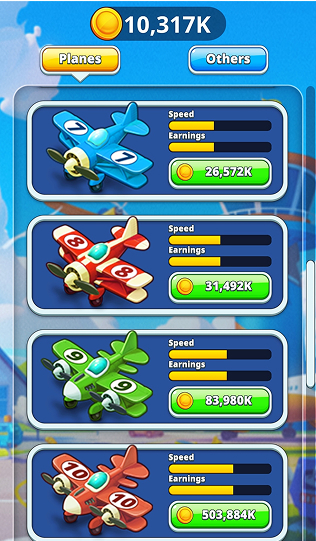 10,317K
Planes
Others
Speed
7
7
Earnings
26,572K
Speed
8
Earnings
8
31,492K
Speed
9
Earnings
9
83,980K
Speed
10
Earnings
10
503,884K